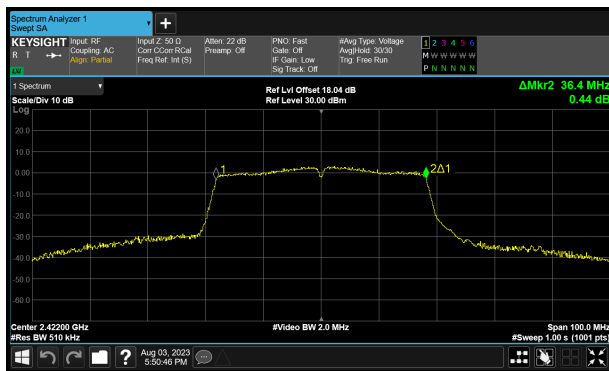 Spectrum Analyzer 1
Swept SA
+
KEYSIGHT Input: RF Input Z: 50 Ω Atten: 22 dB PNO: Fast #Avg Type: Voltage 1 2 3 4 5 6
R T Coupling: AC Corr CCorr RCal Preamp: Off Gate: Off Avg|Hold: 30/30 M W W W W W
Align: Partial Freq Ref: Int (S) IF Gain: Low Trig: Free Run
LV Sig Track: Off P N N N N N
1 Spectrum Ref Lvl Offset 18.04 dB ΔMkr2 36.4 MHz
Scale/Div 10 dB Ref Level 30.00 dBm 0.44 dB
Log
20.0
10.0
0.00 1 2Δ1
-10.0
-20.0
-30.0
-40.0
-50.0
-60.0
Center 2.42200 GHz #Video BW 2.0 MHz Span 100.0 MHz
#Res BW 510 kHz #Sweep 1.00 s (1001 pts)
? Aug 03, 2023
5:50:46 PM